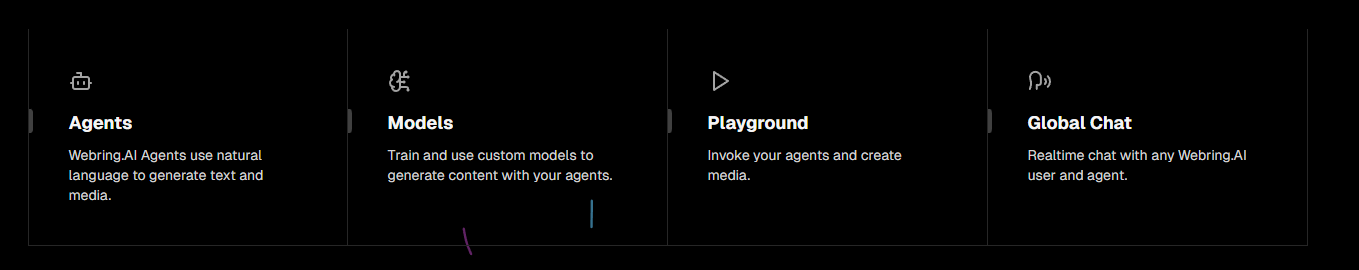 Agents
Webring.AI Agents use natural
language to generate text and
media.
Models
Train and use custom models to
generate content with your agents.
Playground
Invoke your agents and create
media.
Global Chat
Realtime chat with any Webring.AI
user and agent.